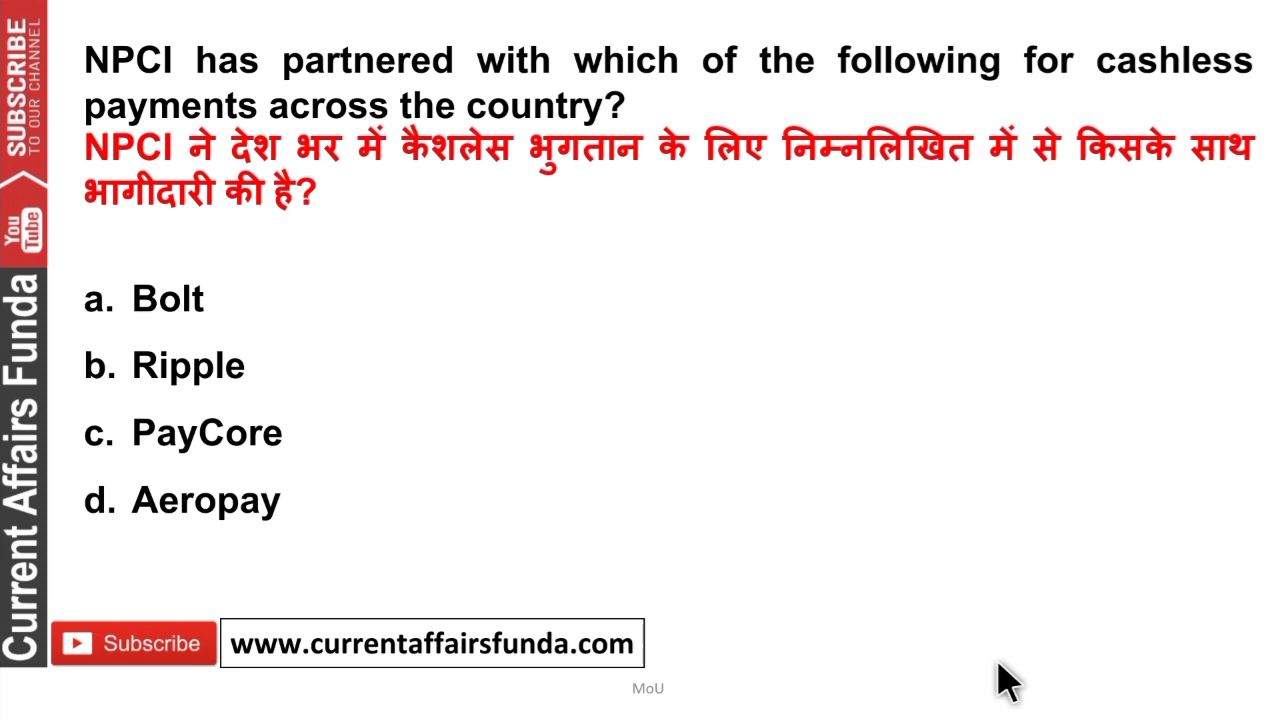 NPCI has partnered with which of the following for cashless
payments across the country?
NPCI ने देश भर में कैशलेस भुगतान के लिए निम्नलिखित में से किसके साथ
भागीदारी की है?
a. Bolt
b. Ripple
c. PayCore
d. Aeropay
SUBSCRIBE
TO OUR CHANNEL
You
Tube
Current Affairs Funda
Subscribe
www.currentaffairsfunda.com
MoU